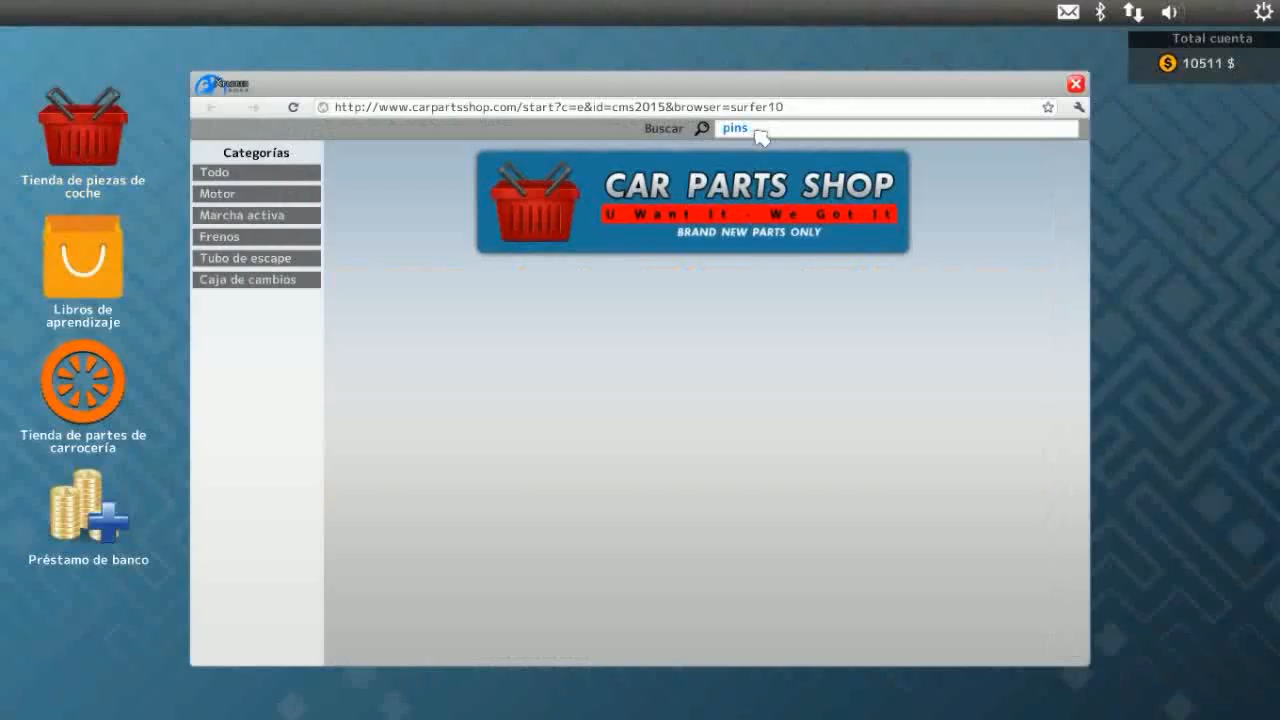 Total cuenta
10511 $
http://www.carpartsshop.com/start?c=e&id=cms2015&browser=surfer10
Buscar
pins
Categorías
Todo
Motor
Marcha activa
Frenos
Tubo de escape
Caja de cambios
CAR PARTS SHOP
U Want It - We Got It
BRAND NEW PARTS ONLY
Tienda de piezas de
coche
Libros de
aprendizaje
Tienda de partes de
carrocería
Préstamo de banco